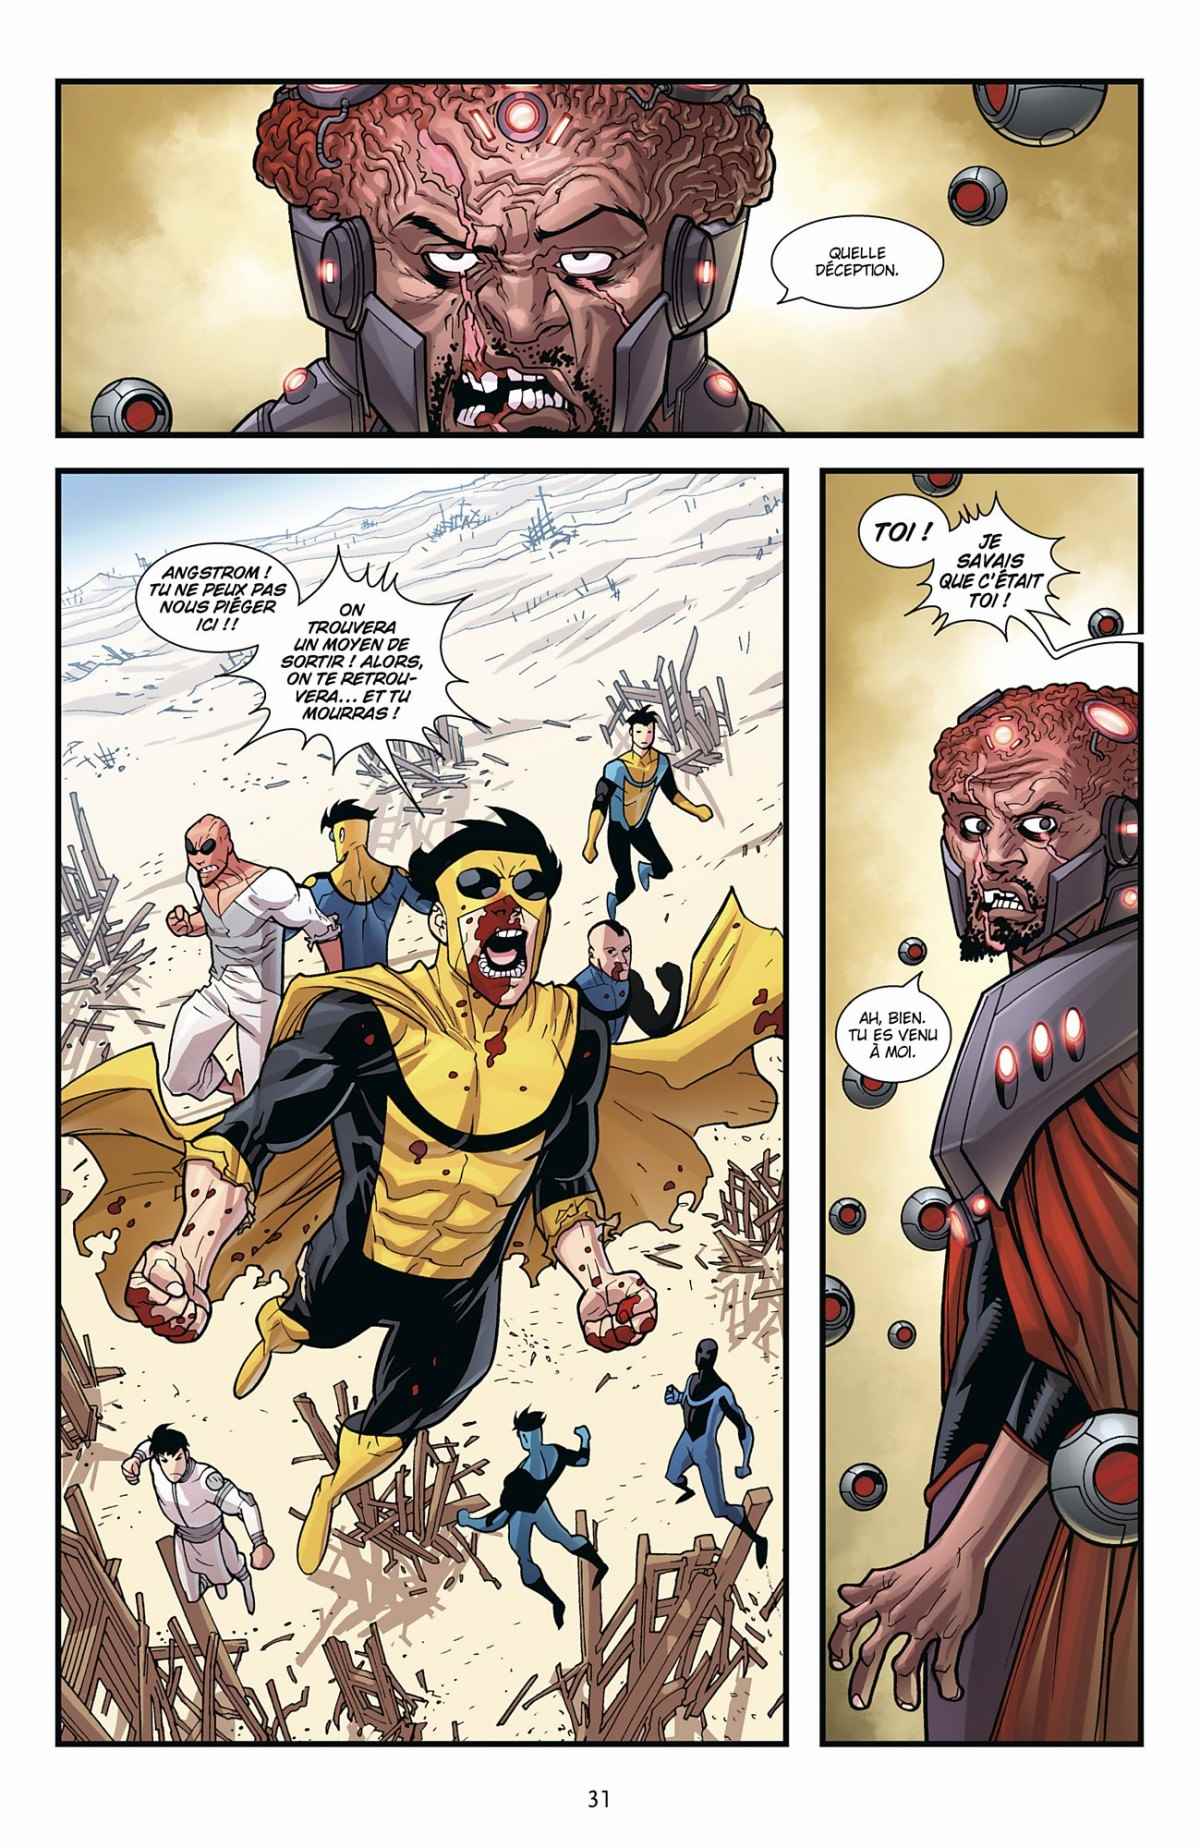 QUELLE
DÉCEPTION.
ANGSTROM !
TU NE PEUX PAS
NOUS PIÉGER
ICI !!
ON
TROUVERA
UN MOYEN DE
SORTIR ! ALORS,
ON TE RETROU-
VERA... ET TU
MOURRAS !
TOI !
JE
SAVAIS
QUE C'ÉTAIT
TOI !
AH, BIEN.
TU ES VENU
À MOI.
31